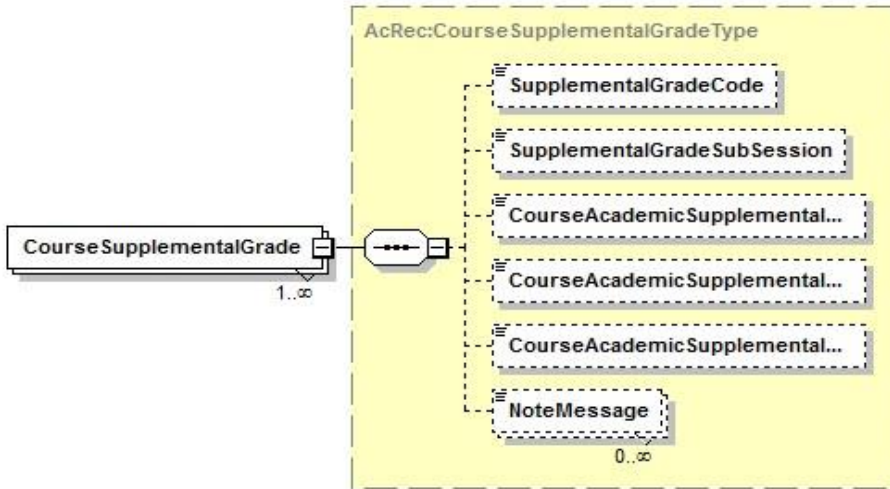 AcRec:CourseSupplementalGradeType
SupplementalGradeCode
SupplementalGradeSubSession
CourseAcademicSupplemental...
CourseSupplementalGrade
1..∞
CourseAcademicSupplemental...
CourseAcademicSupplemental...
NoteMessage
0..∞